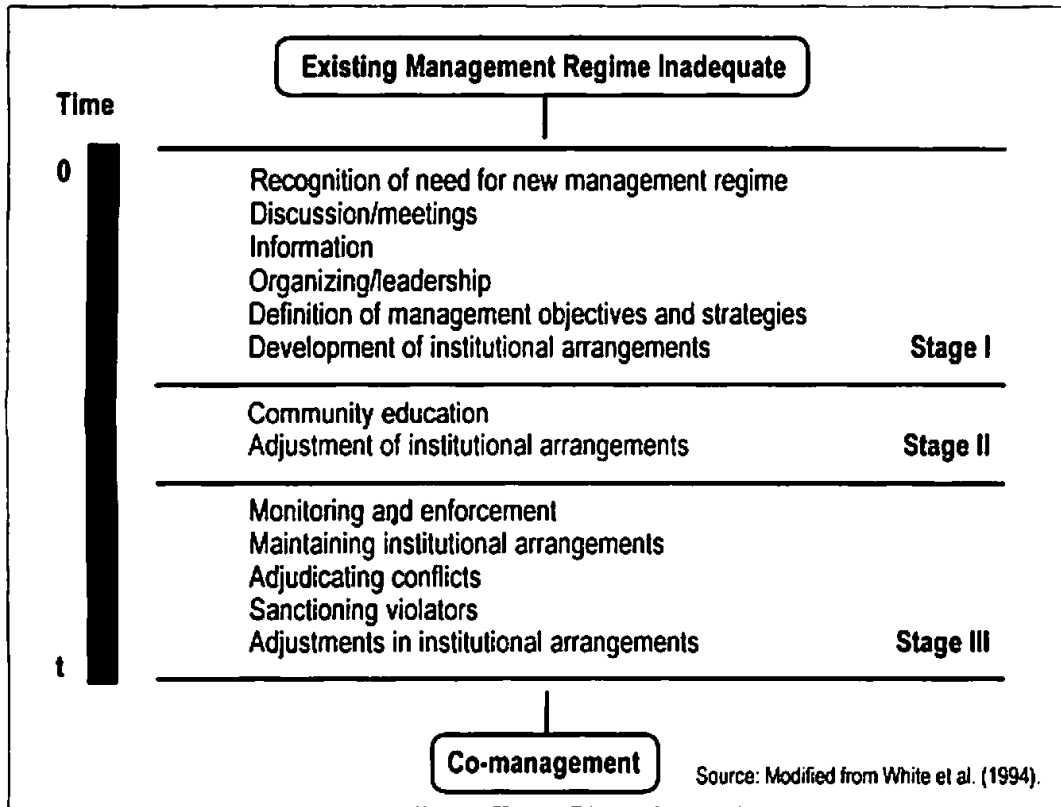 Existing Management Regime Inadequate
Time
0
Recognition of need for new management regime
Discussion/meetings
Information
Organizing/leadership
Definition of management objectives and strategies
Development of institutional arrangements Stage I
Community education
Adjustment of institutional arrangements Stage II
Monitoring and enforcement
Maintaining institutional arrangements
Adjudicating conflicts
Sanctioning violators
Adjustments in institutional arrangements Stage III
t
Co-management
Source: Modified from White et al. (1994).